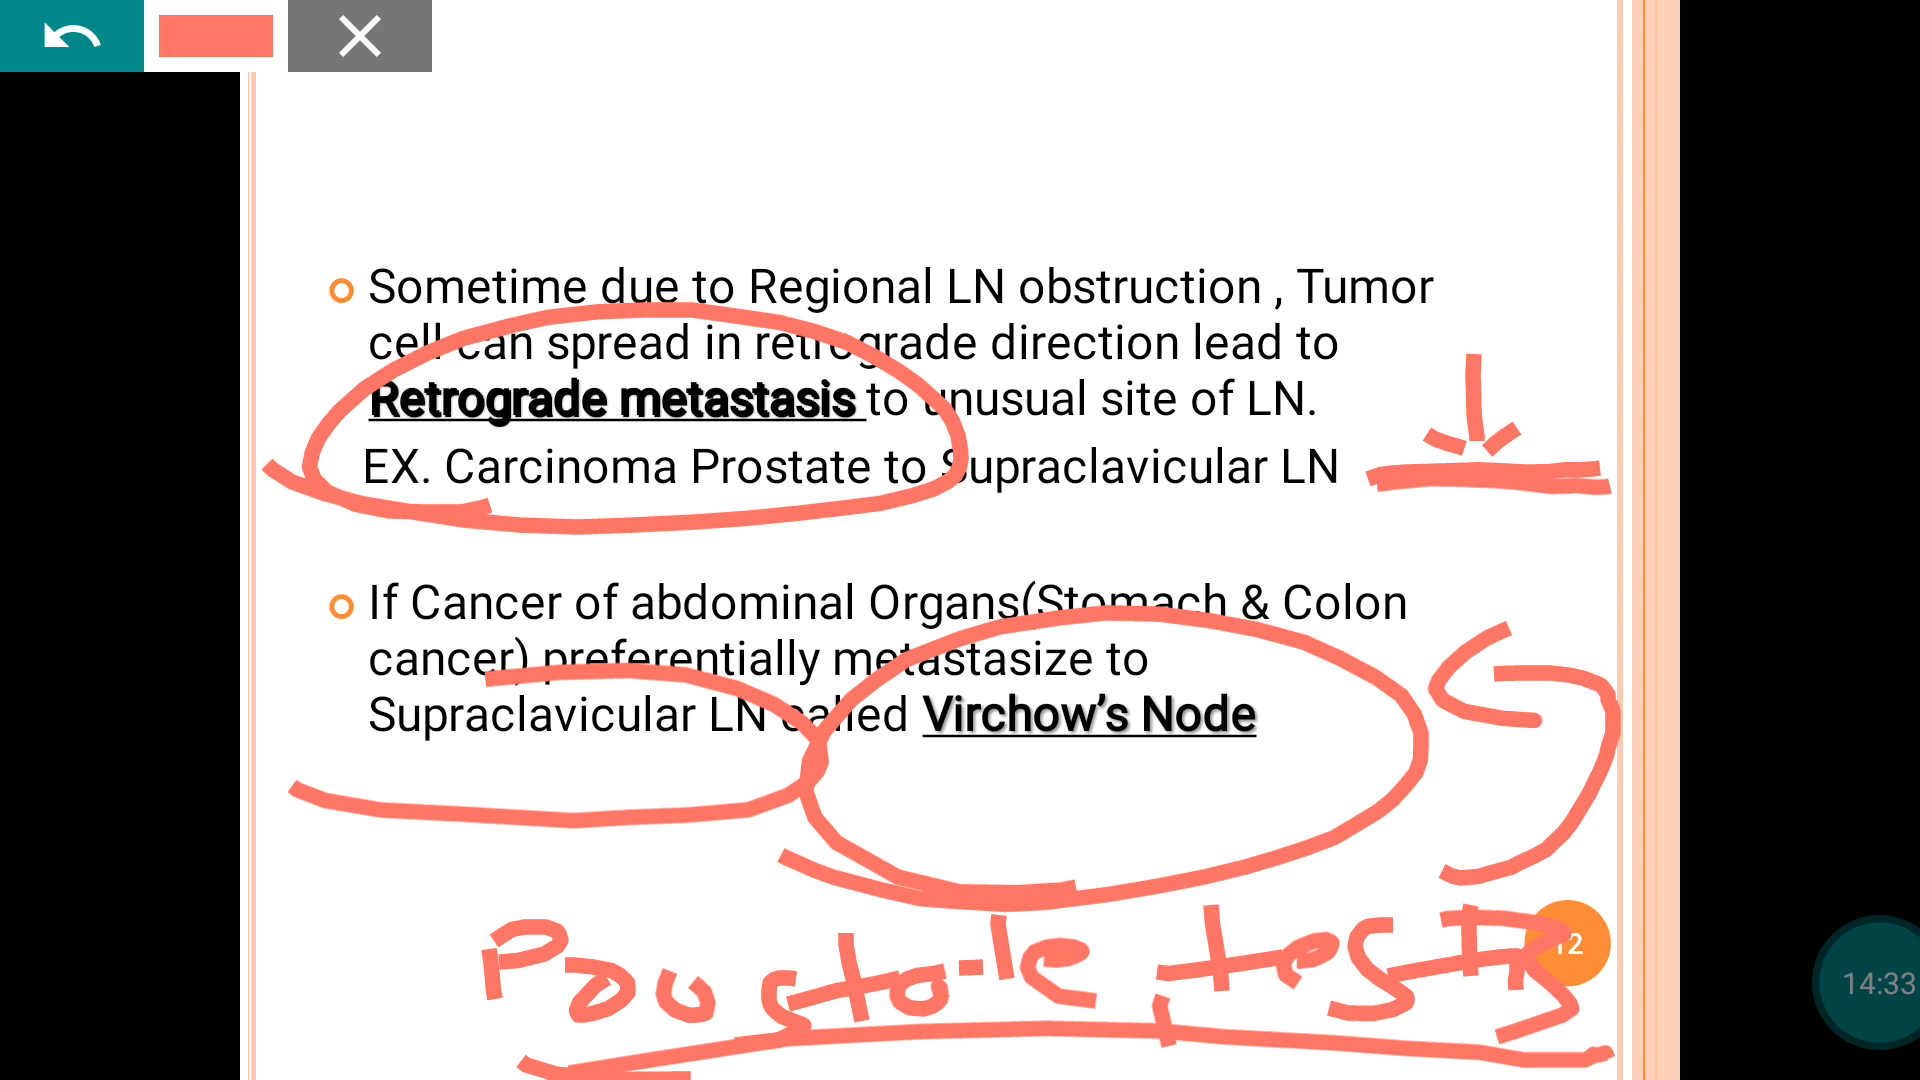 Sometime due to Regional LN obstruction , Tumor
cell can spread in retrograde direction lead to
Retrograde metastasis to unusual site of LN.
EX. Carcinoma Prostate to Supraclavicular LN
If Cancer of abdominal Organs(Stomach & Colon
cancer) preferentially metastasize to
Supraclavicular LN called Virchow’s Node
12
14:33